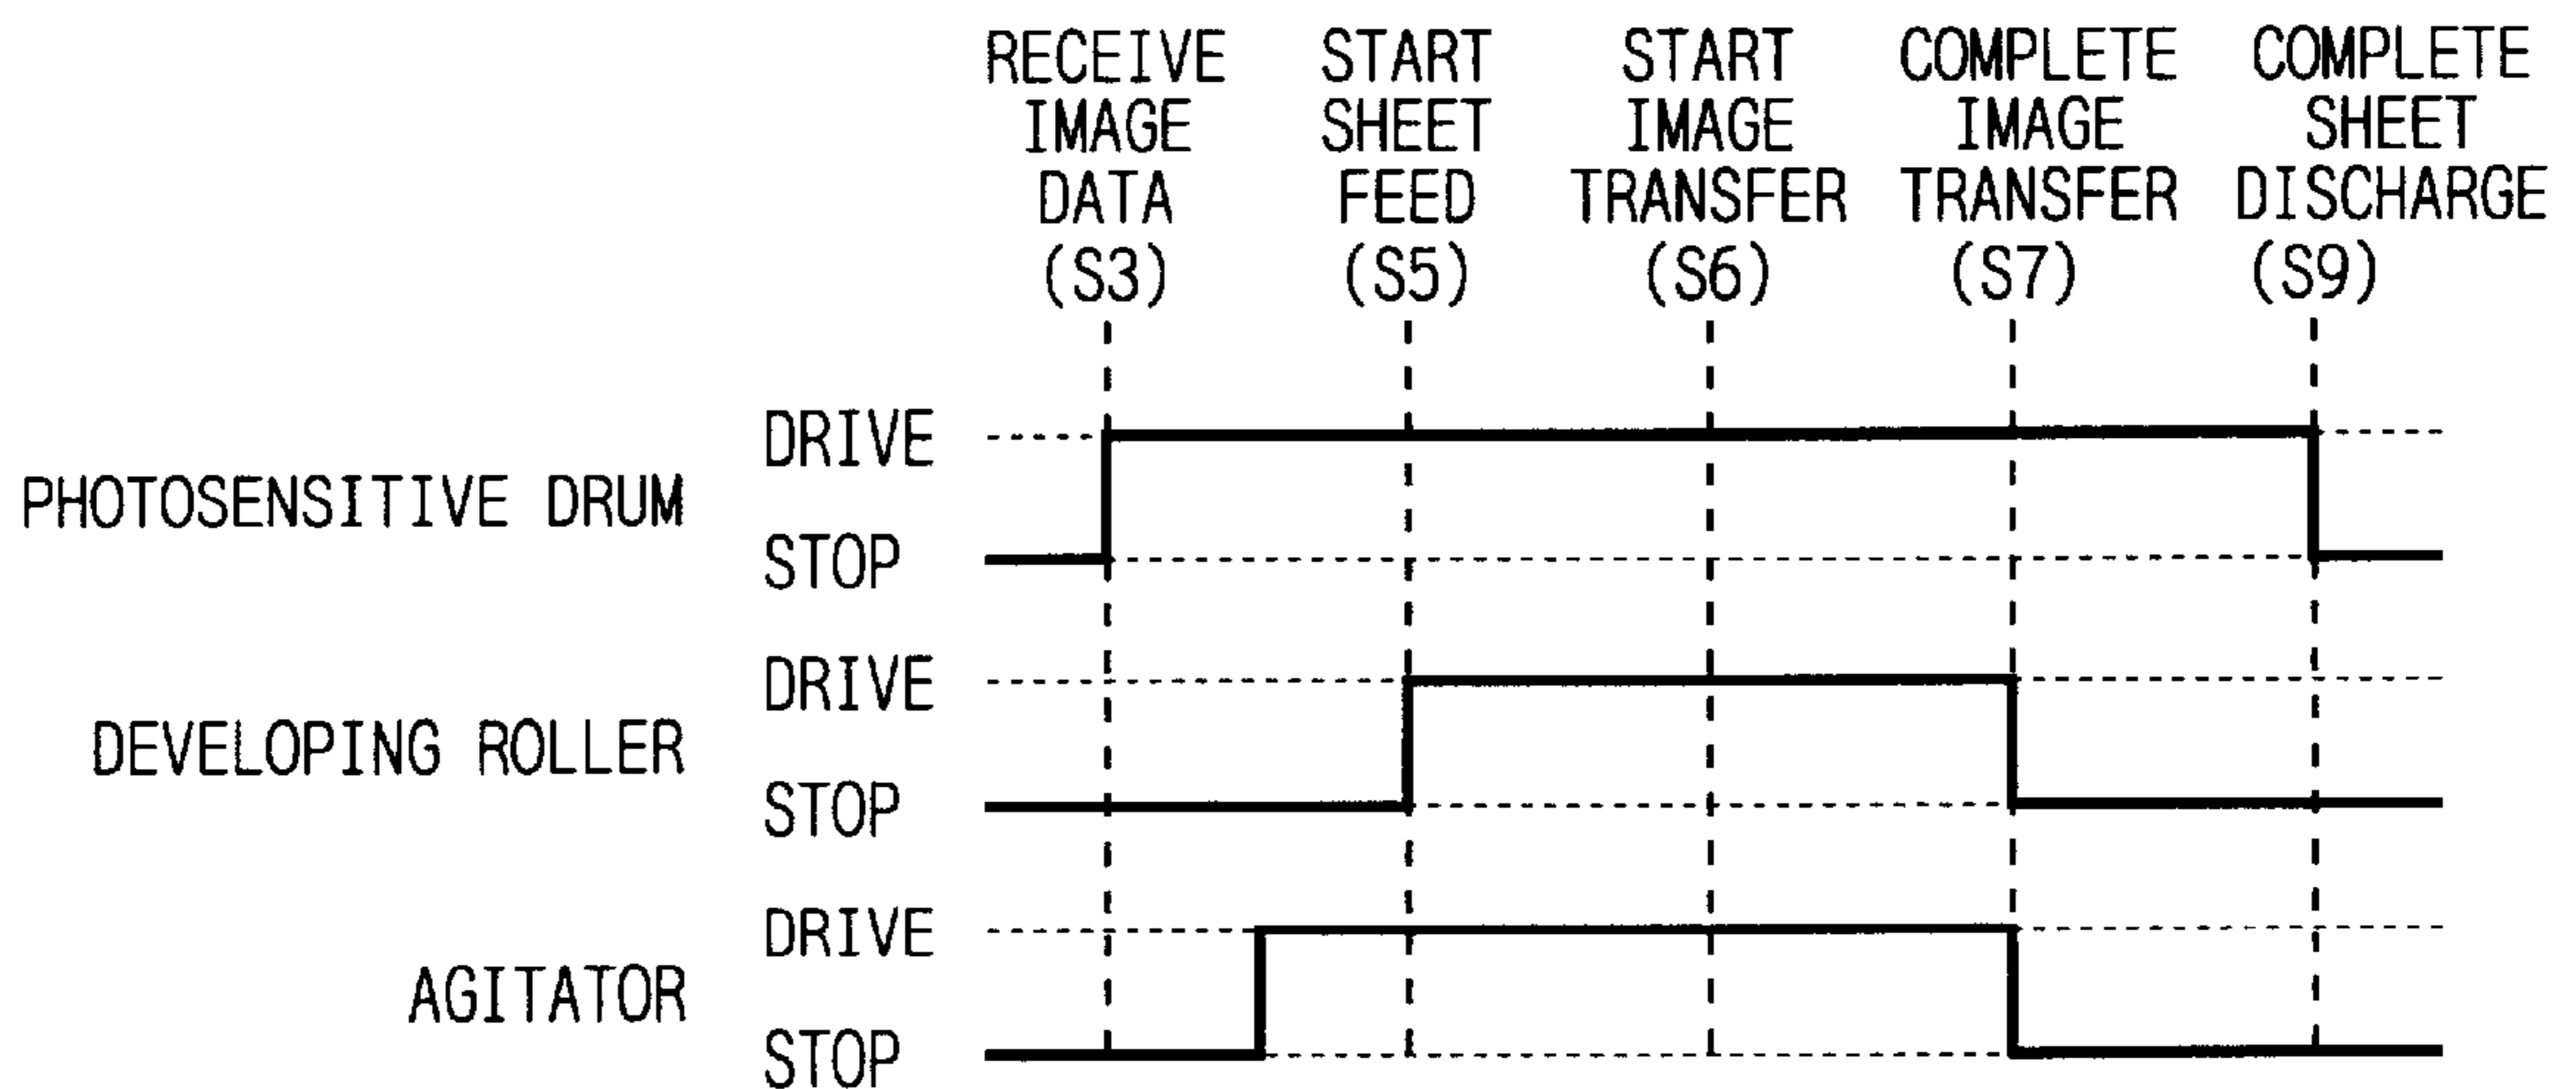 RECEIVE IMAGE DATA (S3)
START SHEET FEED (S5)
START IMAGE TRANSFER (S6)
COMPLETE IMAGE TRANSFER (S7)
COMPLETE SHEET DISCHARGE (S9)
PHOTOSENSITIVE DRUM
DRIVE
STOP
DEVELOPING ROLLER
DRIVE
STOP
AGITATOR
DRIVE
STOP